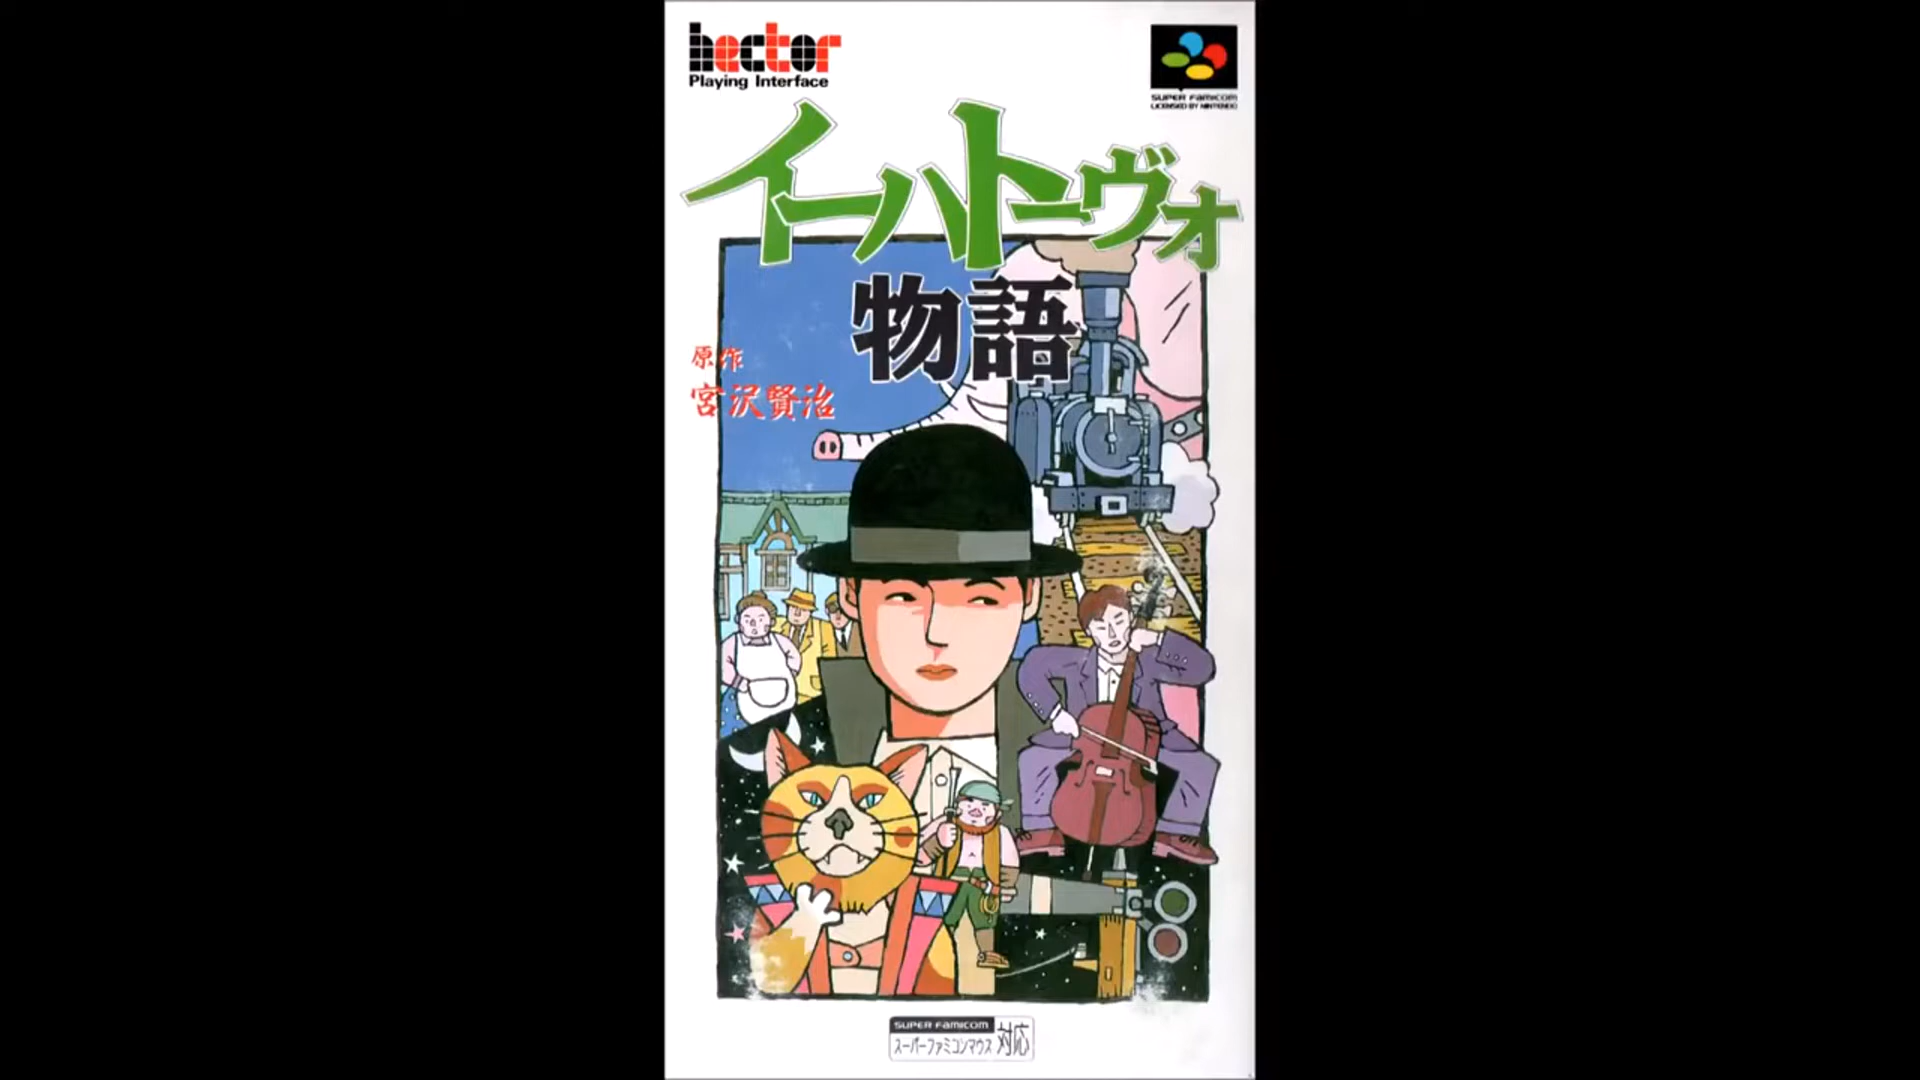 hector
Playing Interface
SUPER FAMICOM
LICENSED BY NINTENDO
イーハトーヴォ
物語
原作
宮沢賢治
SUPER FAMICOM
スーパーファミコンマウス
対応